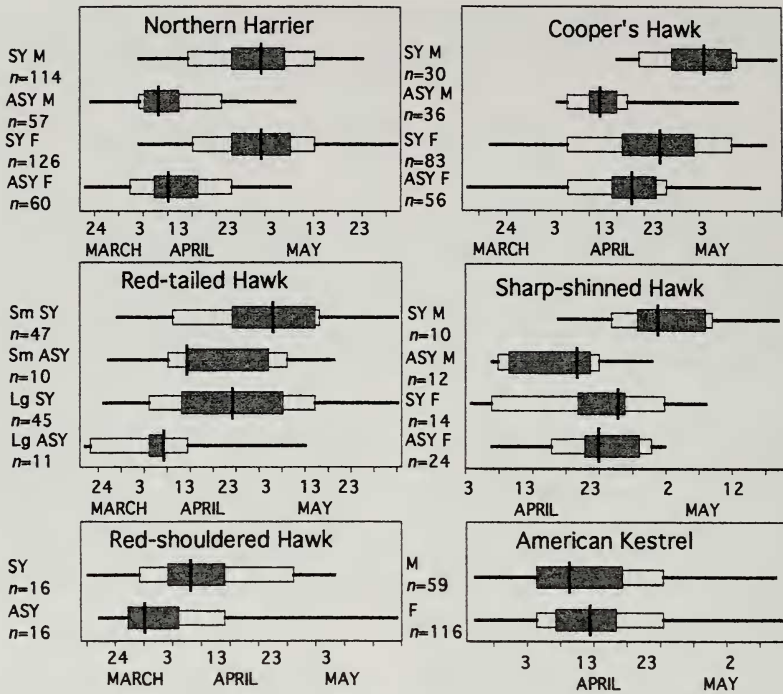 Northern Harrier
SY M
n=114
ASY M
n=57
SY F
n=126
ASY F
n=60
24 3 13 23 3 13 23
MARCH APRIL MAY
Cooper's Hawk
SY M
n=30
ASY M
n=36
SY F
n=83
ASY F
n=56
24 3 13 23 3
MARCH APRIL MAY
Red-tailed Hawk
Sm SY
n=47
Sm ASY
n=10
Lg SY
n=45
Lg ASY
n=11
24 3 13 23 3 13 23
MARCH APRIL MAY
Sharp-shinned Hawk
SY M
n=10
ASY M
n=12
SY F
n=14
ASY F
n=24
3 13 23 2 12
APRIL MAY
Red-shouldered Hawk
SY
n=16
ASY
n=16
24 3 13 23 3
MARCH APRIL MAY
American Kestrel
M
n=59
F
n=116
3 13 23 2
APRIL MAY